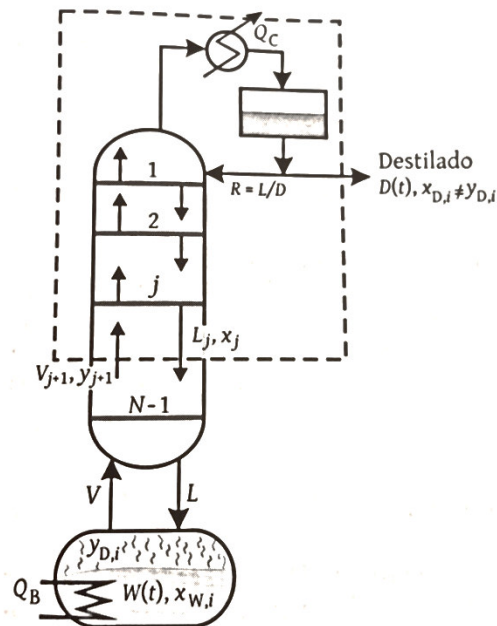 Q_C
Destilado
D(t), x_D,i ≠ y_D,i
R = L/D
1
2
j
L_j, x_j
V_j+1, y_j+1
N-1
V
L
y_D,i
Q_B
W(t), x_W,i